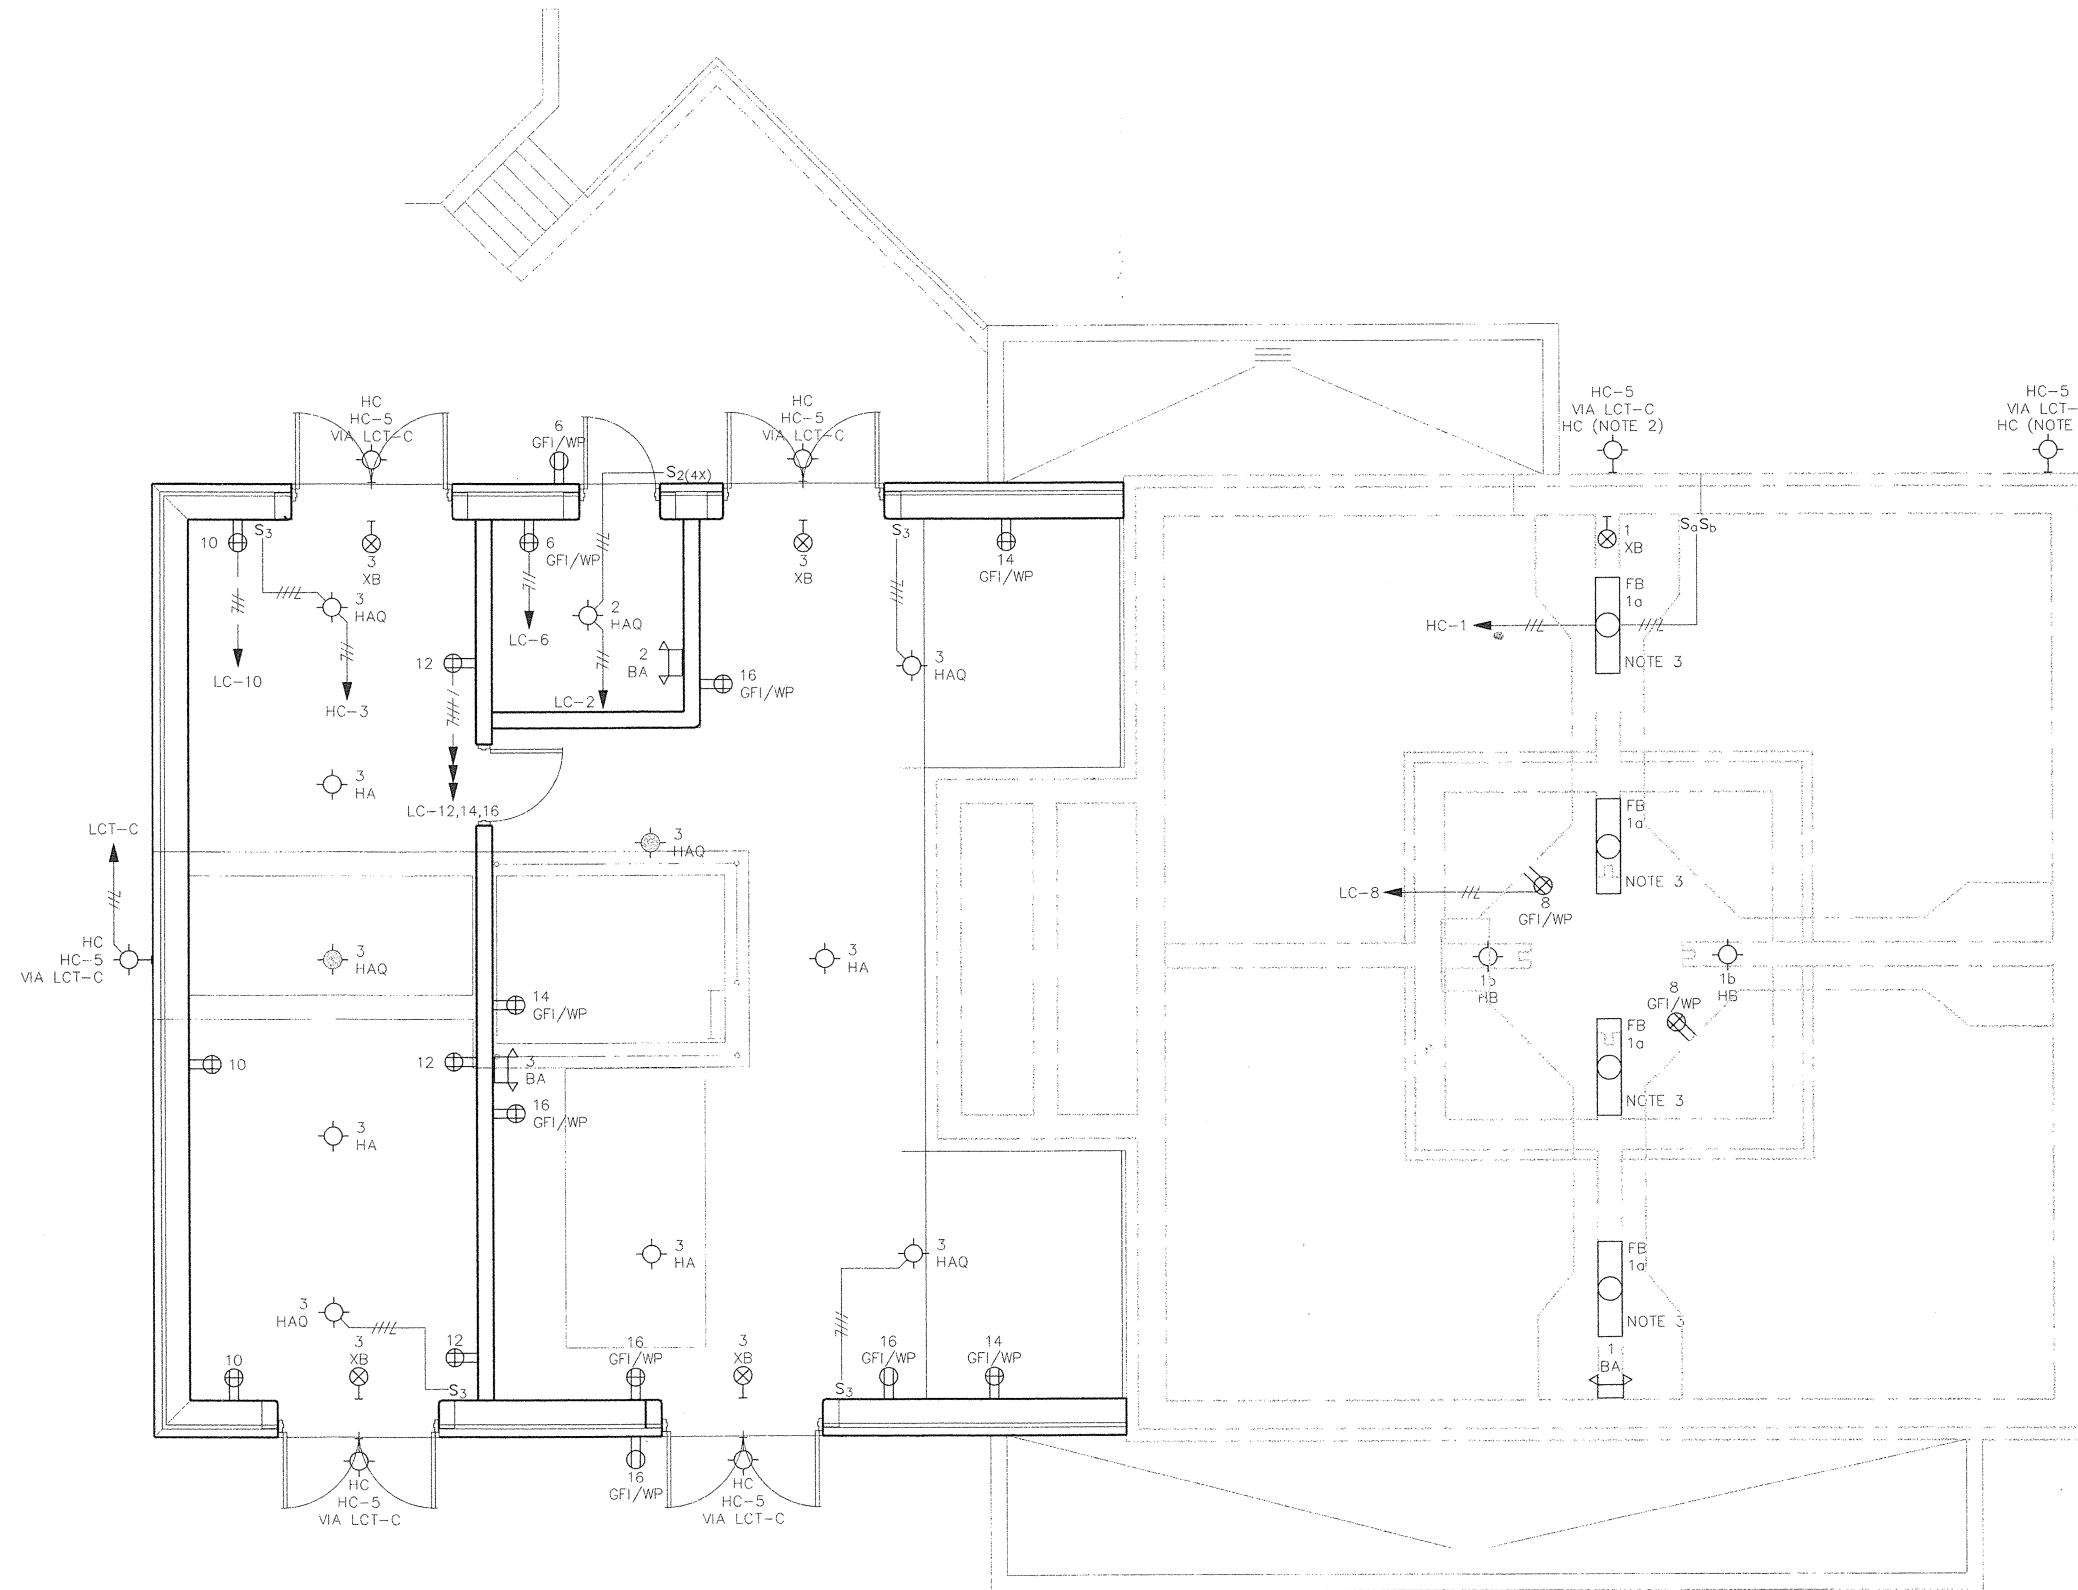 HC-5
VIA LCT-C
HC (NOTE 2)
HC-5
VIA LCT-
HC (NOTE
HC
HC-5
VIA LCT-C
6
GFI/WP
HC
HC-5
VIA LCT-C
S2(4X)
10
S3
3
XB
6
GFI/WP
3
XB
S3
14
GFI/WP
1
XB
SaSb
3
HAQ
LC-6
2
HAQ
FB
1a
HC-1
NOTE 3
LC-10
HC-3
12
2
BA
16
GFI/WP
3
HAQ
LC-2
3
HA
LC-12,14,16
LCT-C
3
HAQ
FB
1a
NOTE 3
LC-8
8
GFI/WP
HC
HC-5
VIA LCT-C
3
HAQ
3
HA
1b
HB
1b
HB
14
GFI/WP
8
GFI/WP
FB
1a
NOTE 3
10
12
3
BA
16
GFI/WP
3
HA
3
HA
3
HAQ
FB
1a
NOTE 3
3
HAQ
10
3
XB
12
S3
16
GFI/WP
3
XB
S3
16
GFI/WP
14
GFI/WP
1
BA
HC
HC-5
VIA LCT-C
16
GFI/WP
HC
HC-5
VIA LCT-C